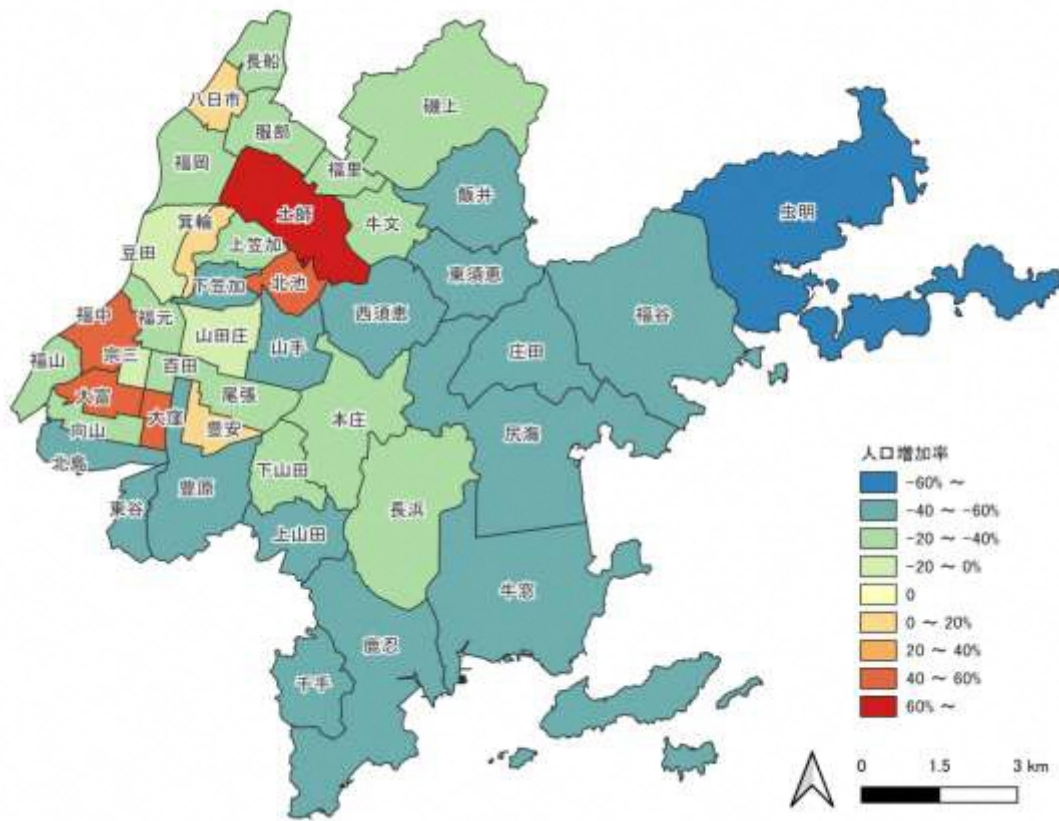 長船
八日市
磯上
服部
福岡
福里
飯井
虫明
土師
箕輪
牛文
上笠加
豆田
東須恵
北池
下笠加
西須恵
福谷
福中
福元
山田庄
山手
庄田
宗三
福山
百田
大富
尾張
大窪
豊安
本庄
向山
尻海
北島
下山田
豊原
東谷
長浜
上山田
牛窓
鹿忍
千手
人口増加率
-60% ～
-40 ～ -60%
-20 ～ -40%
-20 ～ 0%
0
0 ～ 20%
20 ～ 40%
40 ～ 60%
60% ～
0 1.5 3 km